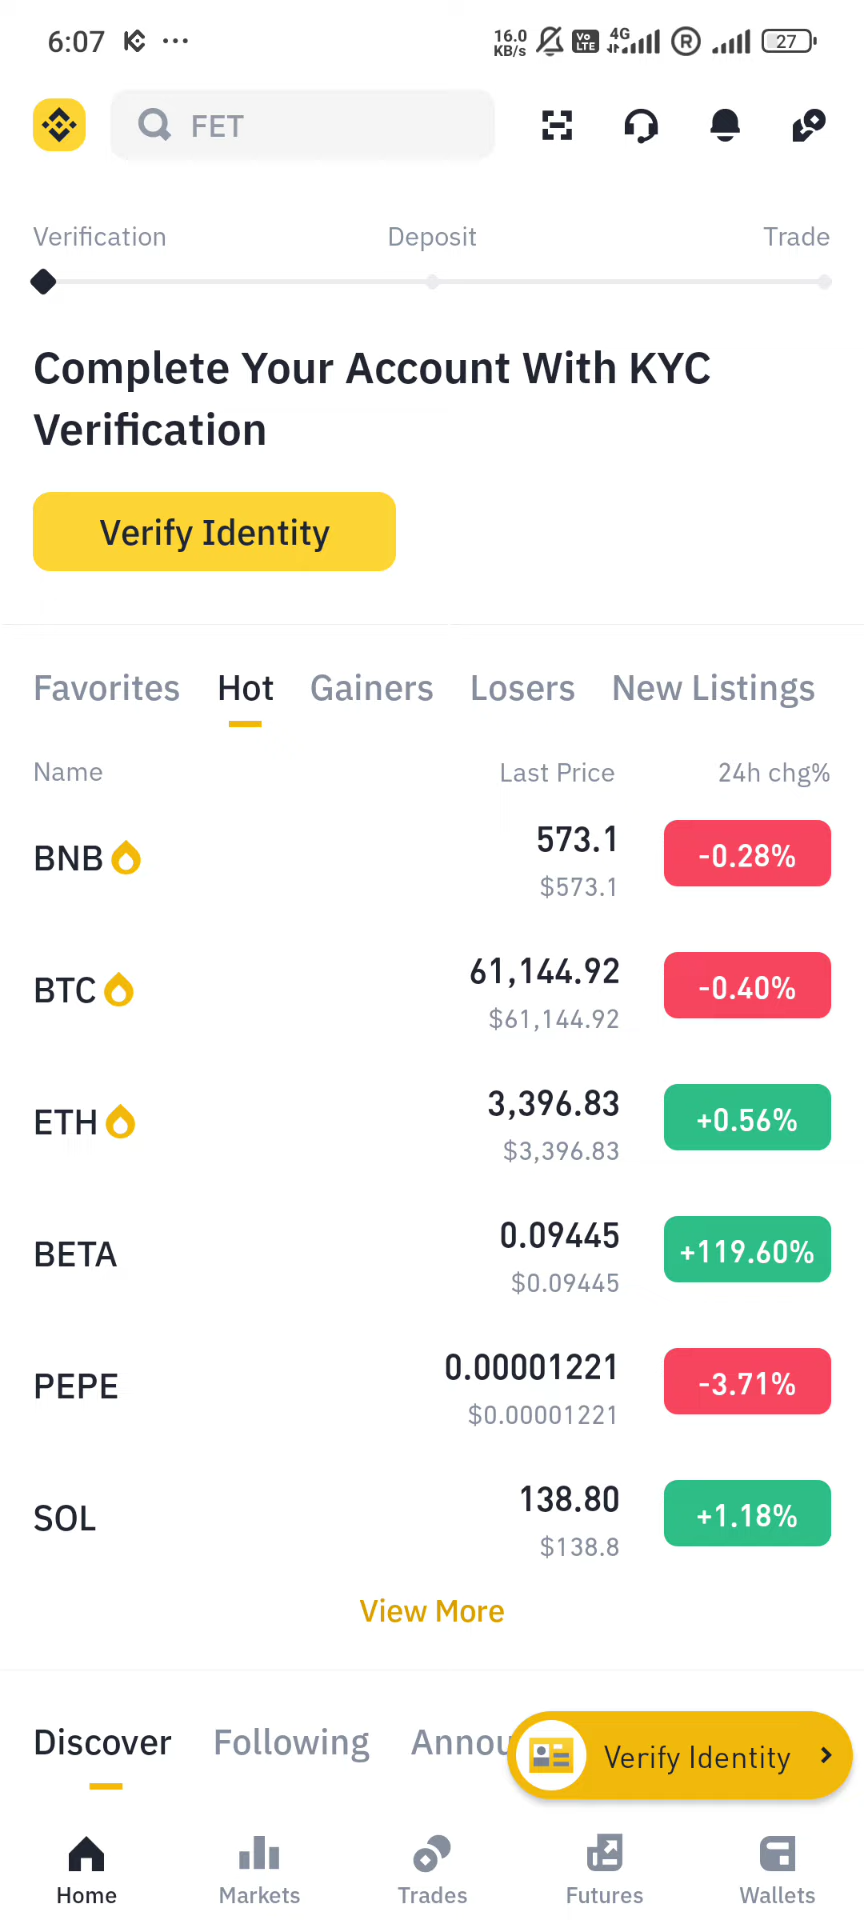 6:07 ... 16.0 KB/s Vo LTE 4G R 27
FET
Verification Deposit Trade
Complete Your Account With KYC
Verification
Verify Identity
Favorites Hot Gainers Losers New Listings
Name Last Price 24h chg%
BNB 573.1 -0.28%
$573.1
BTC 61,144.92 -0.40%
$61,144.92
ETH 3,396.83 +0.56%
$3,396.83
BETA 0.09445 +119.60%
$0.09445
PEPE 0.00001221 -3.71%
$0.00001221
SOL 138.80 +1.18%
$138.8
View More
Discover Following Annou Verify Identity
Home Markets Trades Futures Wallets